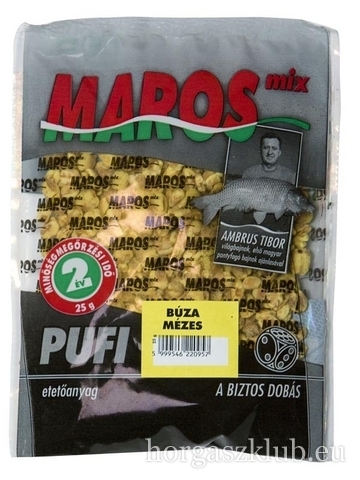 MAROS mix
AMBRUS TIBOR
világbajnok, első magyar
pontyfogó bajnok ajánlásával
MINŐSÉGMEGŐRZÉSI IDŐ
2
ÉV
25 g
BÚZA
MÉZES
25 g
5 999546 220957
PUFI
etetőanyag
A BIZTOS DOBÁS
horgaszklub.eu